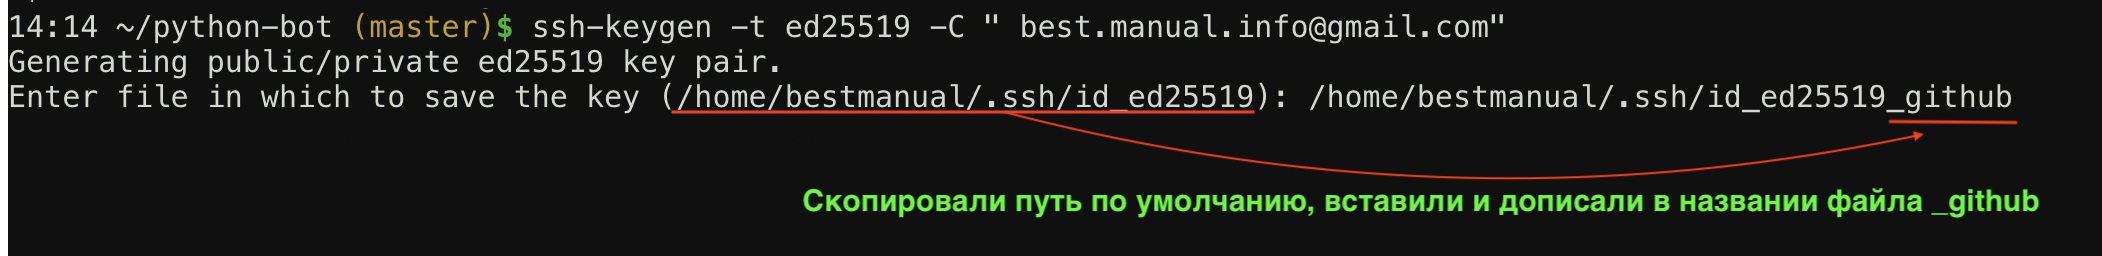 14:14 ~/python-bot (master)$ ssh-keygen -t ed25519 -C " best.manual.info@gmail.com"
Generating public/private ed25519 key pair.
Enter file in which to save the key (/home/bestmanual/.ssh/id_ed25519): /home/bestmanual/.ssh/id_ed25519_github
Скопировали путь по умолчанию, вставили и дописали в названии файла _github